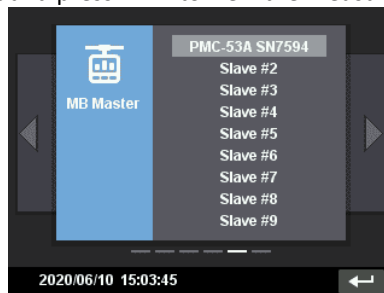 MB Master
PMC-53A SN7594
Slave #2
Slave #3
Slave #4
Slave #5
Slave #6
Slave #7
Slave #8
Slave #9
2020/06/10 15:03:45